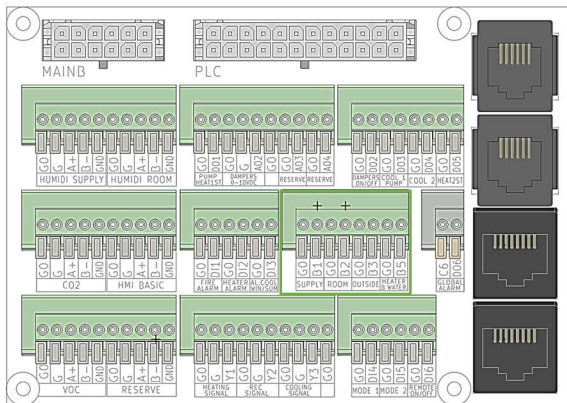 MAINB PLC
G0 G A+ B- GND G0 G A+ B- GND
HUMIDI SUPPLY HUMIDI ROOM
G0 DO1 G0 G AO2 G0 G AO3 G0 AO4
PUMP HEAT1ST DAMPERS 0-10VDC RESERVE RESERVE
G0 DO2 G0 DO3 G0 DO4 G0 DO5
DAMPERS ON/OFF COOL 1 PUMP COOL 2 HEAT2ST
G0 G A+ B- GND G0 G A+ B- GND
CO2 HMI BASIC
G0 DI1 G0 DI2 G0 DI3
FIRE ALARM HEATER ALARM AL.COOL WIN/SUM
G0 B1 G0 B2 G0 B3 G0 B5
SUPPLY ROOM OUTSIDE HEATER B.WATER
C6 DO6
GLOBAL ALARM
G0 G A+ B- GND G0 G A+ B- GND
VOC RESERVE
G0 G Y1 G0 G Y2 G0 G Y3 G0
HEATING SIGNAL REC SIGNAL COOLING SIGNAL
G0 DI4 G0 DI5 G0 DI6
MODE 1 MODE 2 REMOTE ON/OFF